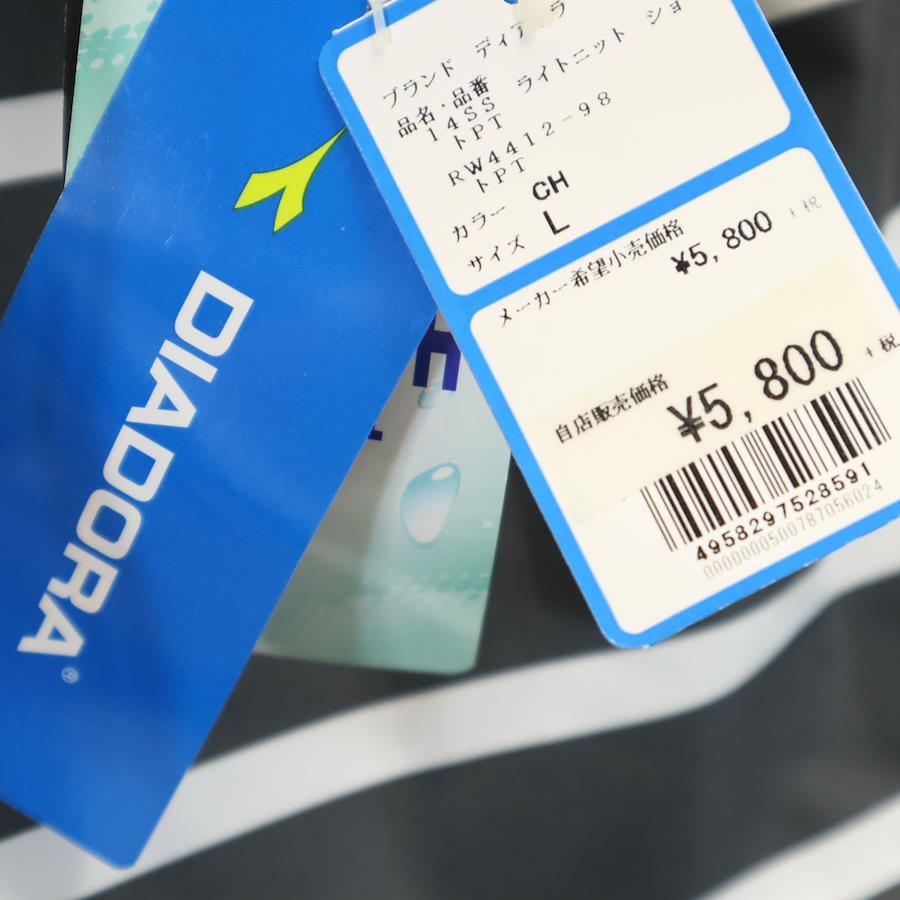 DIADORA
®
ブランド ディアドラ
品名・品番
14SS ライトニット ショ
トPT
RW4412-98
トPT
カラー CH
サイズ L
メーカー希望小売価格
¥5,800 +税
自店販売価格
¥5,800 +税
4958297528591
0000000500787056024